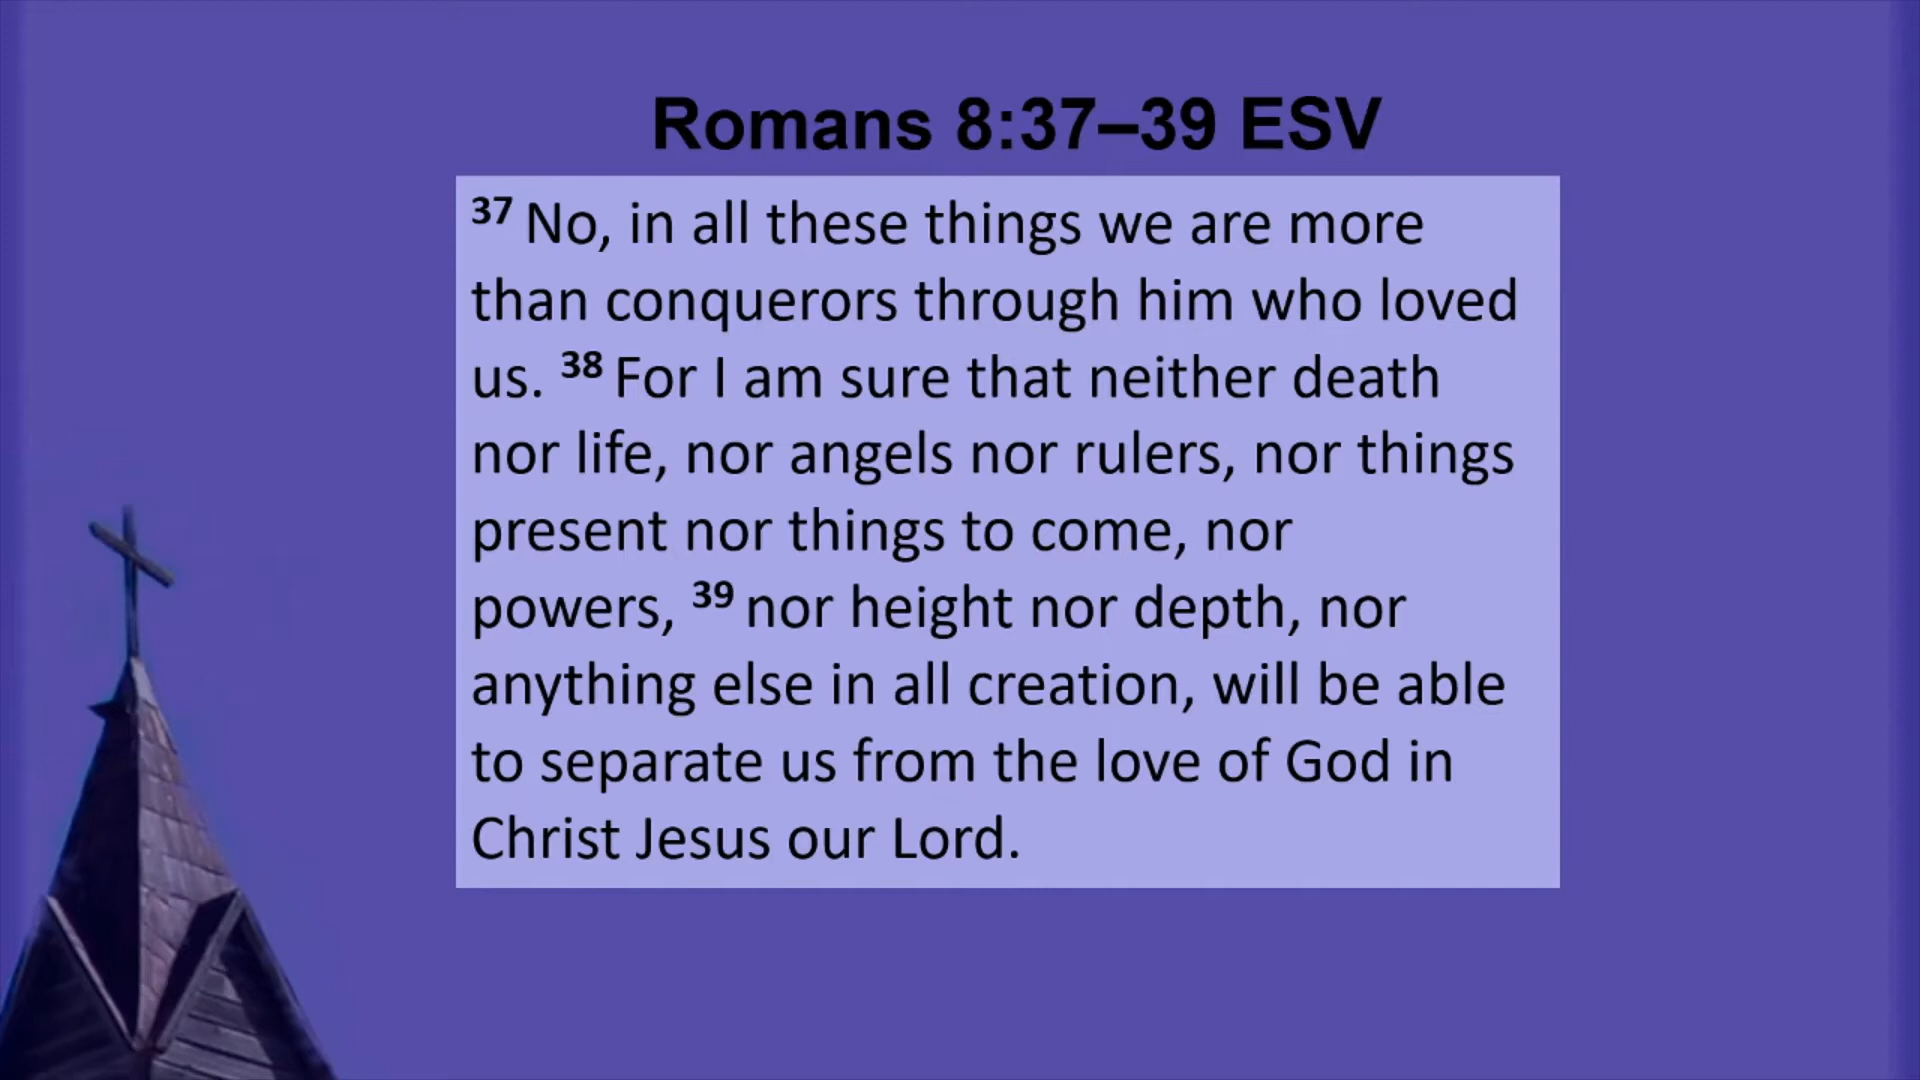 Romans 8:37–39 ESV
37 No, in all these things we are more
than conquerors through him who loved
us. 38 For I am sure that neither death
nor life, nor angels nor rulers, nor things
present nor things to come, nor
powers, 39 nor height nor depth, nor
anything else in all creation, will be able
to separate us from the love of God in
Christ Jesus our Lord.